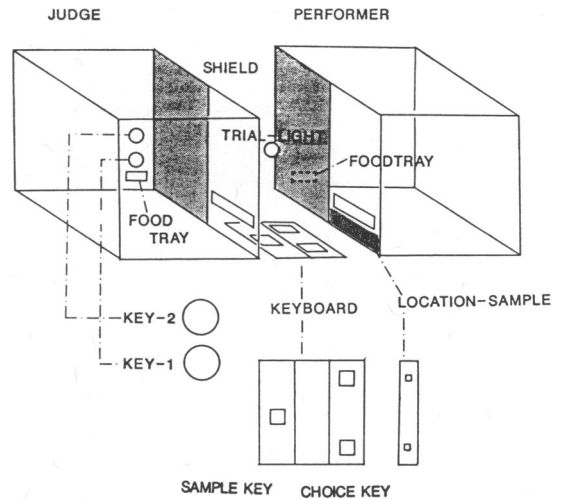 JUDGE
PERFORMER
SHIELD
TRIAL-LIGHT
FOODTRAY
FOOD
TRAY
KEYBOARD
LOCATION-SAMPLE
KEY-2
KEY-1
SAMPLE KEY
CHOICE KEY